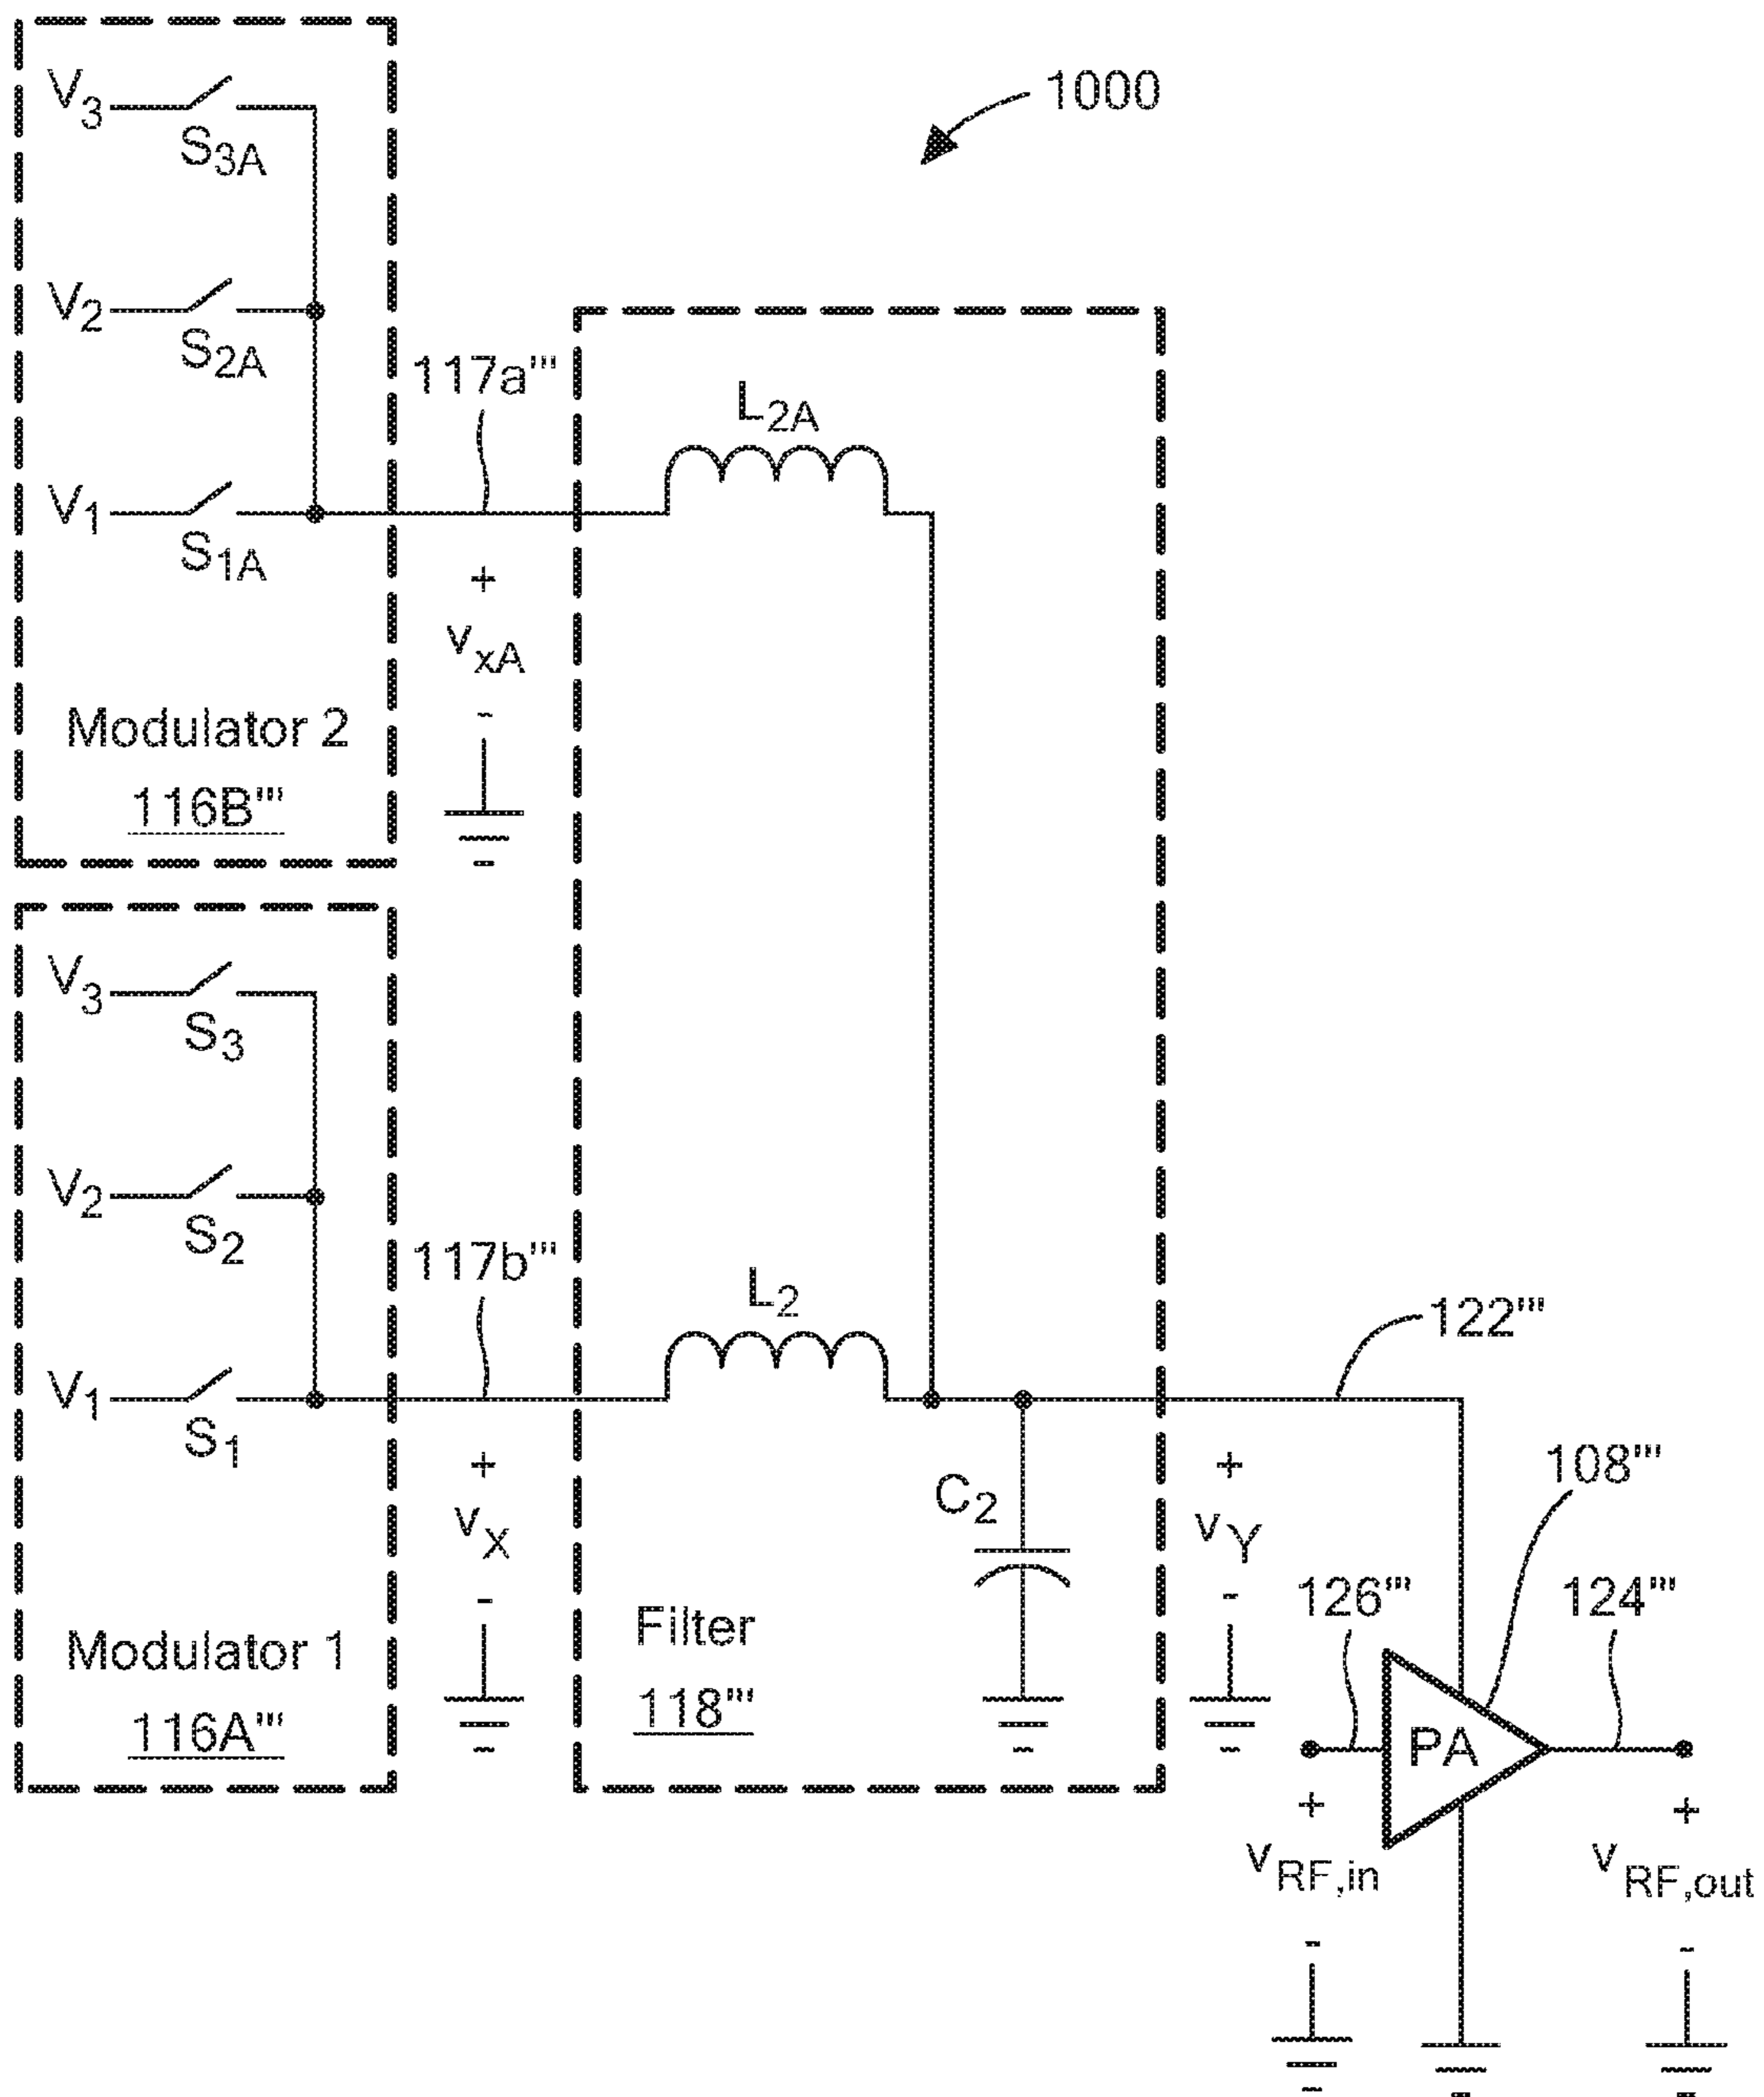 1000
V3
S3A
V2
S2A
V1
S1A
117a'''
L2A
+
vxA
-
Modulator 2
116B'''
V3
S3
V2
S2
V1
S1
117b'''
L2
122'''
+
vX
-
C2
+
vY
-
108'''
126'''
124'''
Modulator 1
116A'''
Filter
118'''
PA
+
vRF,in
-
+
vRF,out
-